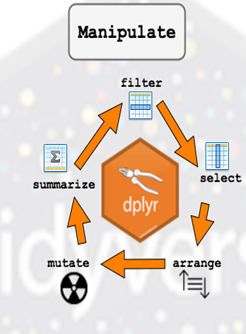 Manipulate
filter
select
summarize
dplyr
mutate
arrange